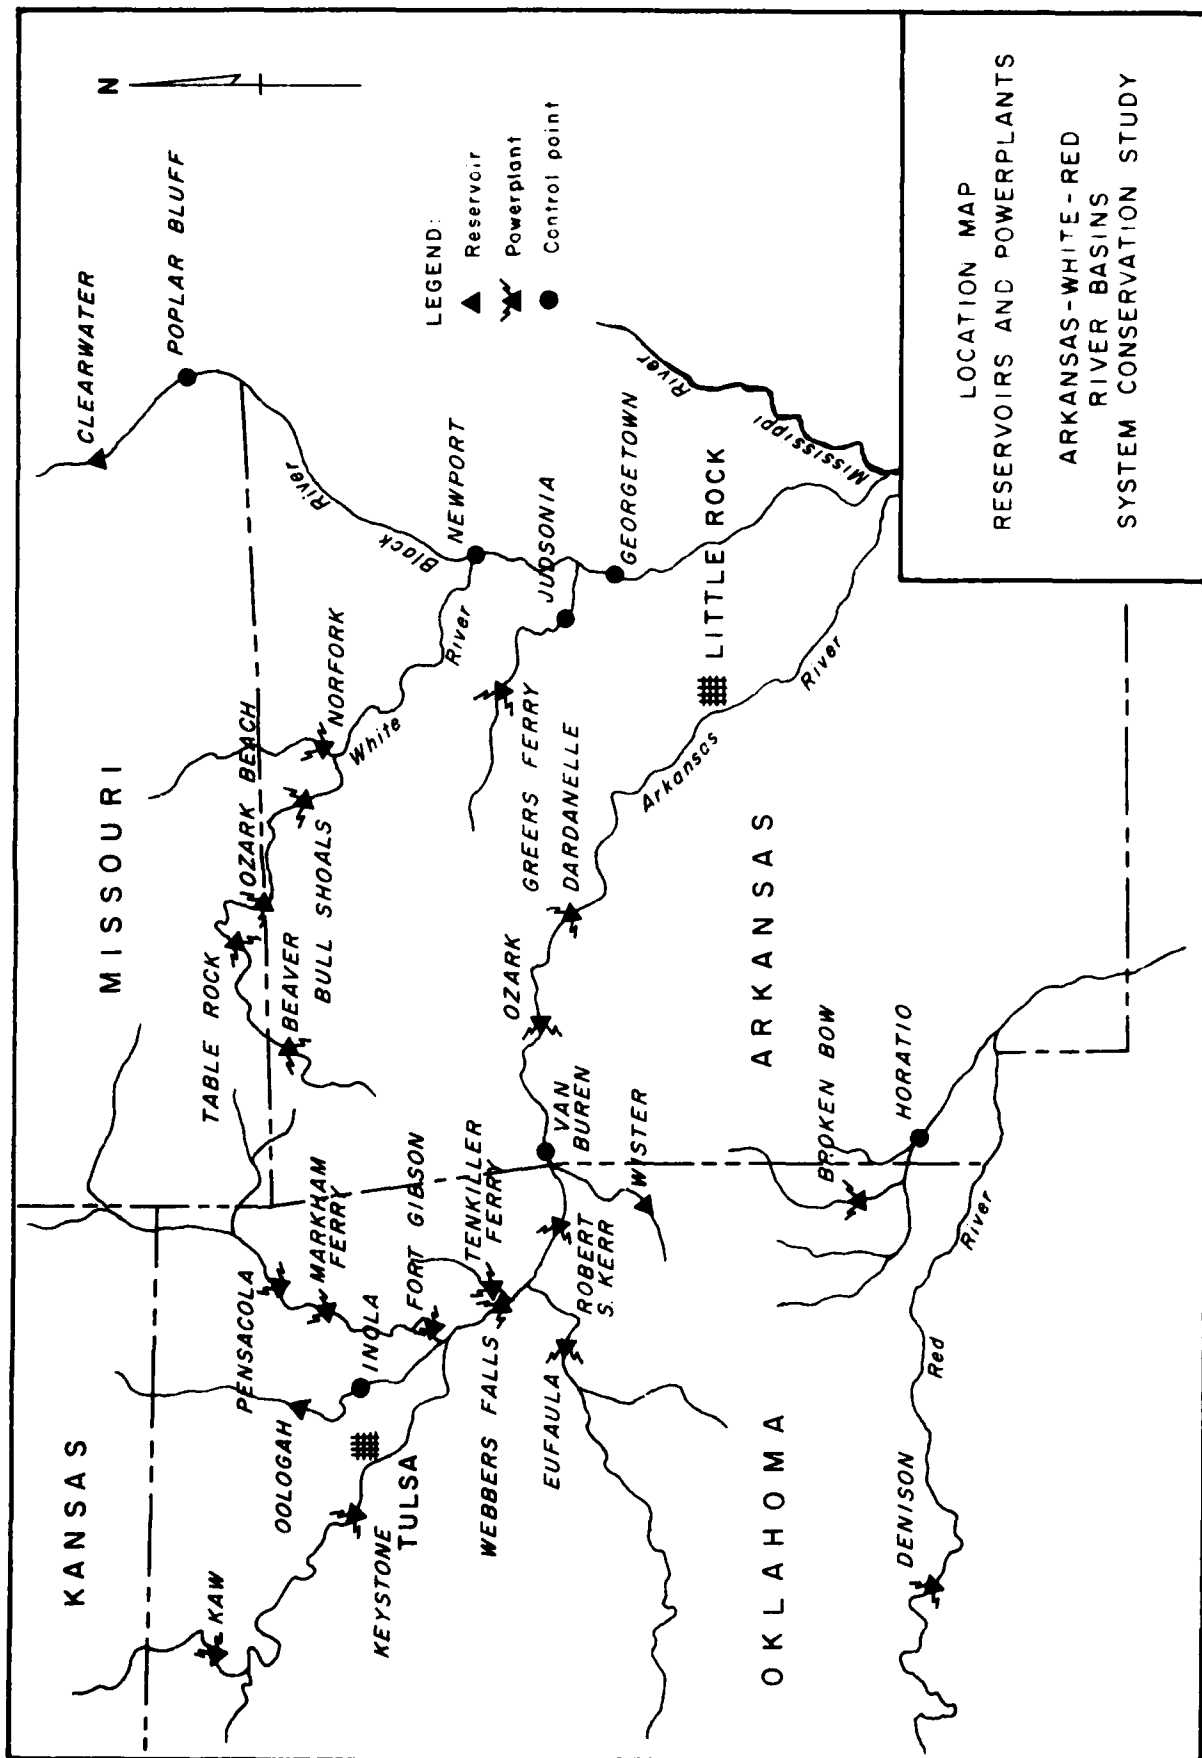 N
KANSAS
MISSOURI
CLEARWATER
POPLAR BLUFF
LEGEND:
Reservoir
Powerplant
Control point
KAW
OOLOGAH
PENSACOLA
MARKHAM
FERRY
INOLA
FORT GIBSON
TABLE ROCK
BEAVER
OZARK BEACH
BULL SHOALS
NORFORK
White
River
Black
River
NEWPORT
JUDSONIA
GEORGETOWN
Mississippi
River
KEYSTONE
TULSA
WEBBERS FALLS
TENKILLER
FERRY
EUFAULA
ROBERT
S. KERR
VAN
BUREN
WISTER
OZARK
DARDANELLE
GREERS FERRY
LITTLE ROCK
Arkansas
River
OKLAHOMA
ARKANSAS
BROKEN BOW
HORATIO
DENISON
Red
River
LOCATION MAP
RESERVOIRS AND POWERPLANTS
ARKANSAS-WHITE-RED
RIVER BASINS
SYSTEM CONSERVATION STUDY